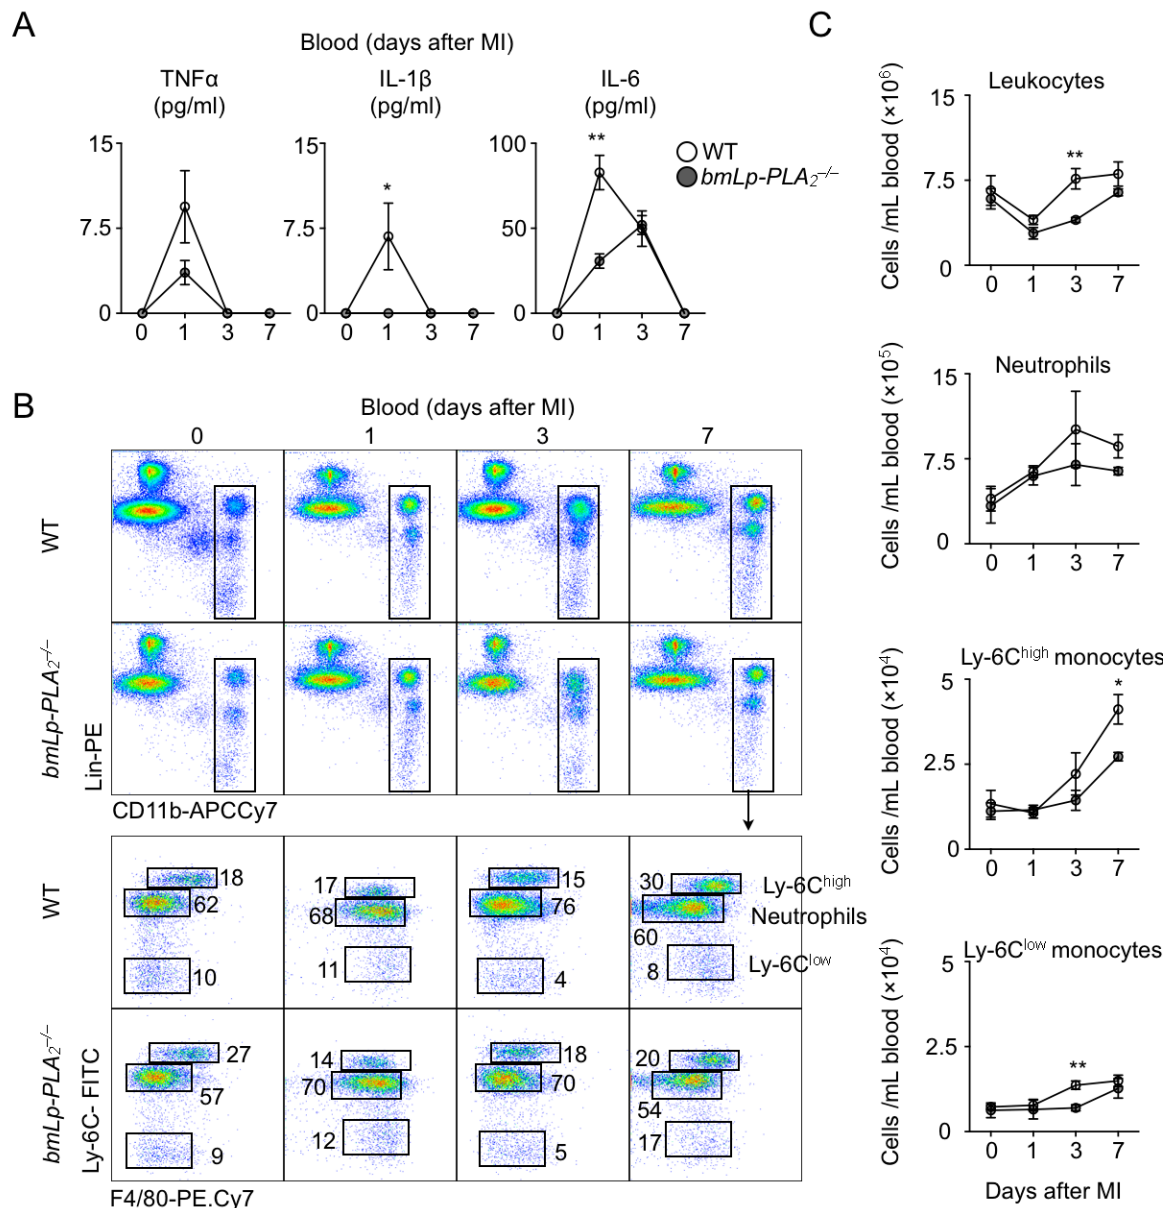 A
Blood (days after MI)
TNFα
(pg/ml)
IL-1β
(pg/ml)
IL-6
(pg/ml)
15
7.5
0
0 1 3 7
15
7.5
0
*
0 1 3 7
100
50
0
**
0 1 3 7
WT
bmLp-PLA₂⁻/⁻
B
Blood (days after MI)
0 1 3 7
WT
bmLp-PLA₂⁻/⁻
Lin-PE
CD11b-APCCy7
WT
18
62
10
17
68
11
15
76
4
30
60
8
Ly-6Chigh
Neutrophils
Ly-6Clow
bmLp-PLA₂⁻/⁻
Ly-6C- FITC
27
57
9
14
70
12
18
70
5
20
54
17
F4/80-PE.Cy7
C
Leukocytes
Cells /mL blood (×10⁶)
15
7.5
0
**
0 1 3 7
Neutrophils
Cells /mL blood (×10⁵)
15
7.5
0
0 1 3 7
Ly-6Chigh monocytes
Cells /mL blood (×10⁴)
5
2.5
0
*
0 1 3 7
Ly-6Clow monocytes
Cells /mL blood (×10⁴)
5
2.5
0
**
0 1 3 7
Days after MI